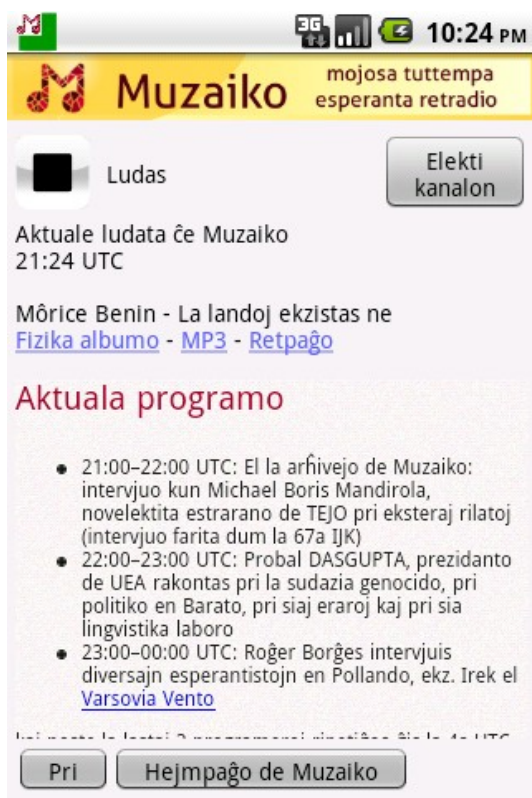 3G 10:24 PM
Muzaiko
mojosa tuttempa
esperanta retradio
Ludas
Elekti
kanalon
Aktuale ludata ĉe Muzaiko
21:24 UTC
Môrice Benin - La landoj ekzistas ne
Fizika albumo - MP3 - Retpaĝo
Aktuala programo
• 21:00–22:00 UTC: El la arĥivejo de Muzaiko:
intervjuo kun Michael Boris Mandirola,
novelektita estrarano de TEJO pri eksteraj rilatoj
(intervjuo farita dum la 67a IJK)
• 22:00–23:00 UTC: Probal DASGUPTA, prezidanto
de UEA rakontas pri la sudazia genocido, pri
politiko en Barato, pri siaj eraroj kaj pri sia
lingvistika laboro
• 23:00–00:00 UTC: Roĝer Borĝes intervjuis
diversajn esperantistojn en Pollando, ekz. Irek el
Varsovia Vento
Pri
Hejmpaĝo de Muzaiko